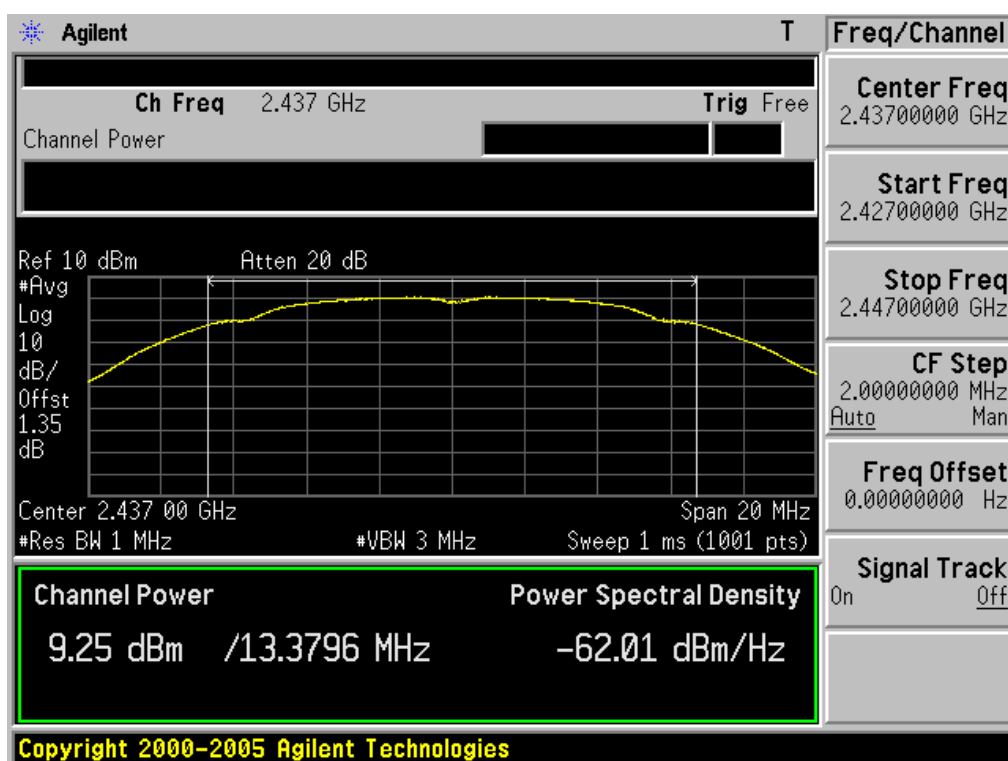 Agilent T
Freq/Channel
Ch Freq 2.437 GHz Trig Free
Channel Power
Center Freq
2.43700000 GHz
Start Freq
2.42700000 GHz
Stop Freq
2.44700000 GHz
CF Step
2.00000000 MHz
Auto Man
Freq Offset
0.00000000 Hz
Signal Track
On Off
Ref 10 dBm Atten 20 dB
#Avg
Log
10
dB/
Offst
1.35
dB
Center 2.437 00 GHz Span 20 MHz
#Res BW 1 MHz #VBW 3 MHz Sweep 1 ms (1001 pts)
Channel Power Power Spectral Density
9.25 dBm /13.3796 MHz -62.01 dBm/Hz
Copyright 2000-2005 Agilent Technologies